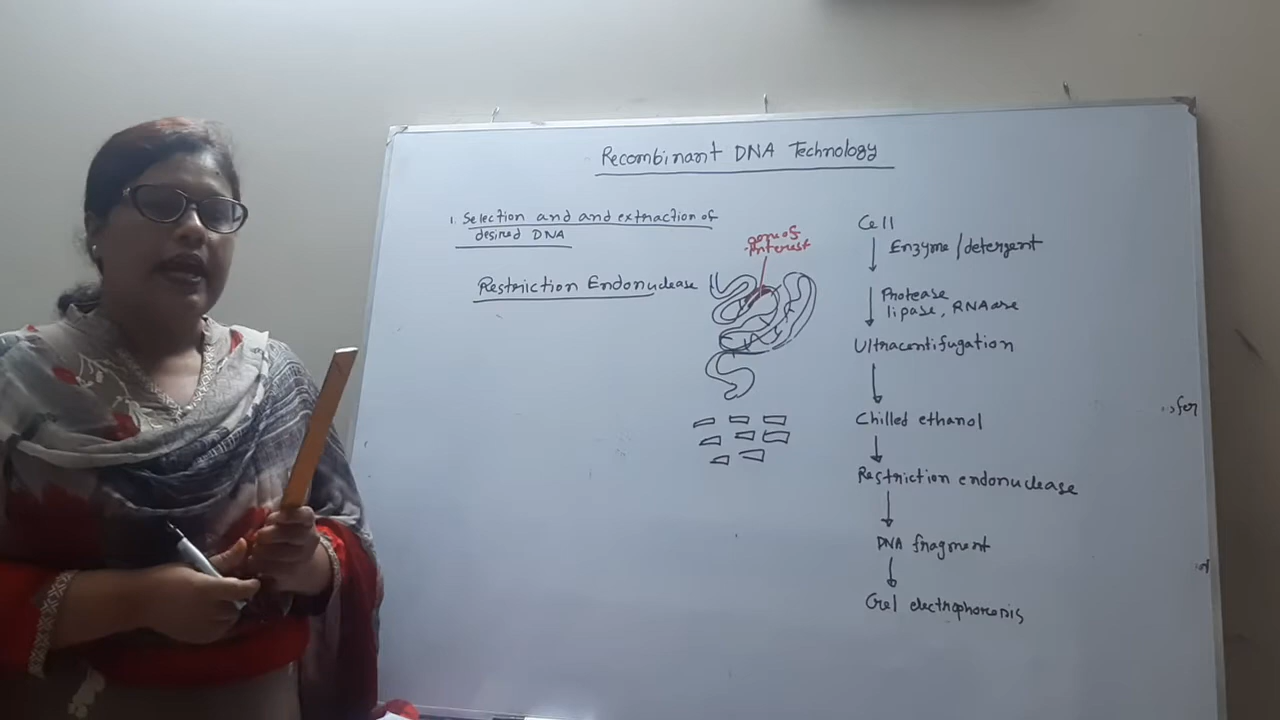 Recombinant DNA Technology
1. Selection and and extraction of
desired DNA
Restriction Endonuclease
gene of
interest
Cell
Enzyme/detergent
Protease
lipase, RNAase
Ultracentifugation
Chilled ethanol
Restriction endonuclease
DNA fragment
Gel electrophoresis